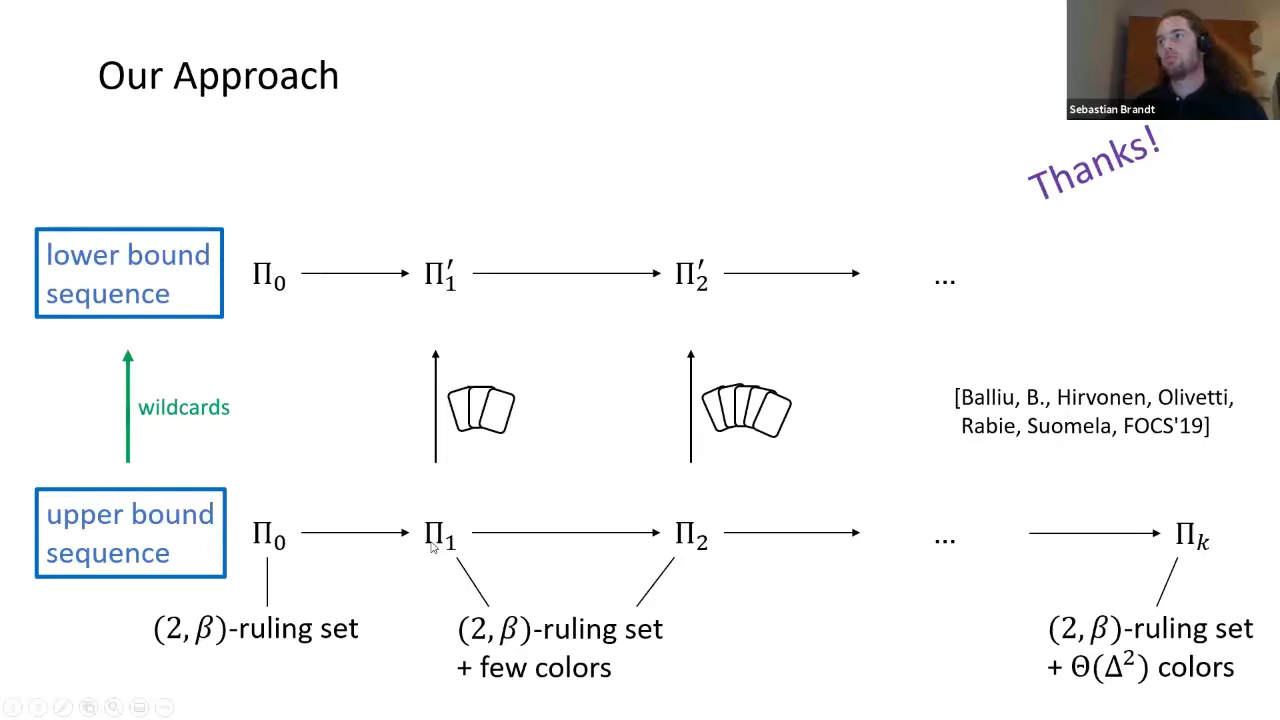 Our Approach
Sebastian Brandt
Thanks!
lower bound
sequence
Π₀
Π′₁
Π′₂
...
wildcards
[Balliu, B., Hirvonen, Olivetti,
Rabie, Suomela, FOCS'19]
upper bound
sequence
Π₀
Π₁
Π₂
...
Πₖ
(2, β)-ruling set
(2, β)-ruling set
+ few colors
(2, β)-ruling set
+ Θ(Δ²) colors